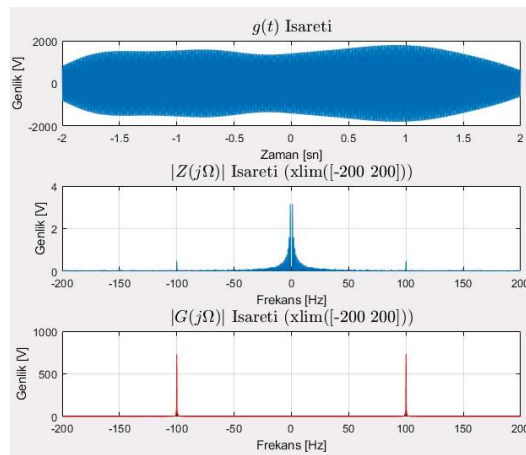 g(t) Isareti
Genlik [V]
2000
0
-2000
-2 -1.5 -1 -0.5 0 0.5 1 1.5 2
Zaman [sn]
|Z(jΩ)| Isareti (xlim([-200 200]))
Genlik [V]
4
2
0
-200 -150 -100 -50 0 50 100 150 200
Frekans [Hz]
|G(jΩ)| Isareti (xlim([-200 200]))
Genlik [V]
1000
500
0
-200 -150 -100 -50 0 50 100 150 200
Frekans [Hz]